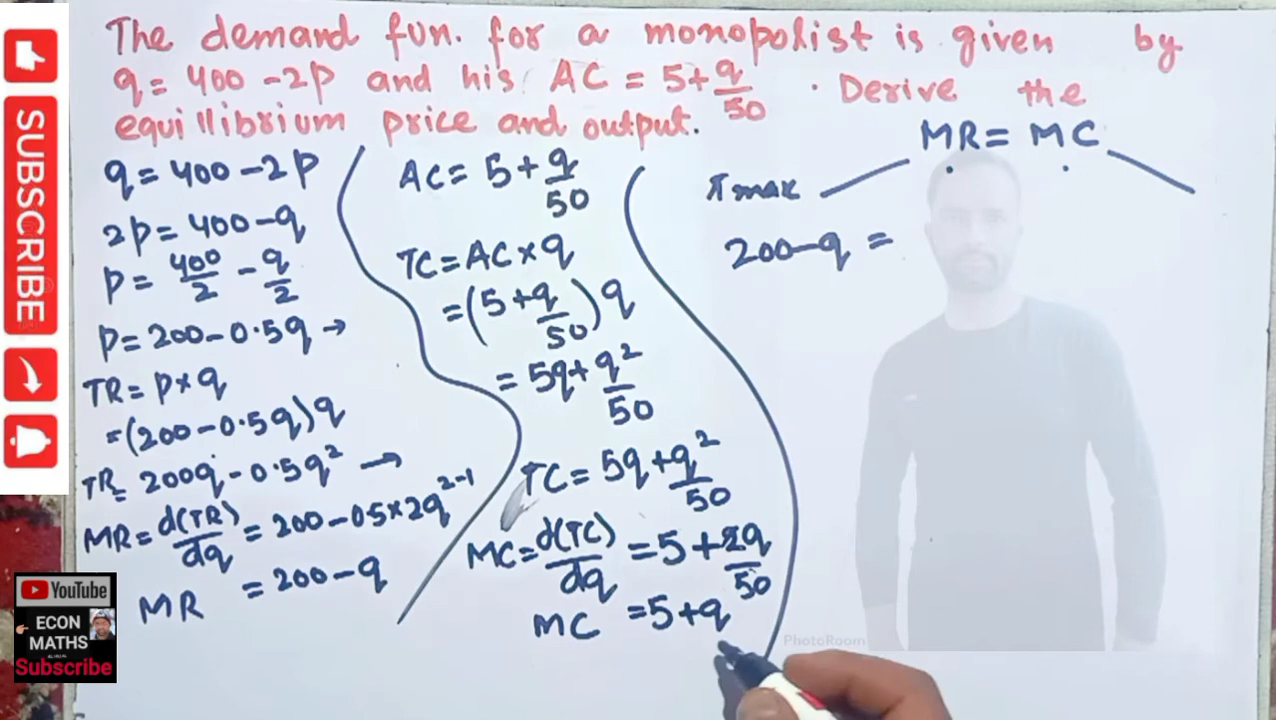 The demand fun. for a monopolist is given by
q = 400 - 2p and his AC = 5 + q/50 . Derive the
equillibrium price and output.
q = 400 - 2p
2p = 400 - q
p = 400/2 - q/2
p = 200 - 0.5q →
TR = p × q
= (200 - 0.5q) q
TR = 200q - 0.5q² →
MR = d(TR)/dq = 200 - 0.5 × 2q²⁻¹
MR = 200 - q
AC = 5 + q/50
TC = AC × q
= (5 + q/50) q
= 5q + q²/50
TC = 5q + q²/50
MC = d(TC)/dq = 5 + 2q/50
MC = 5 + q
MR = MC
π max
200 - q =
SUBSCRIBE
YouTube
ECON
MATHS
Subscribe
PhotoRoom